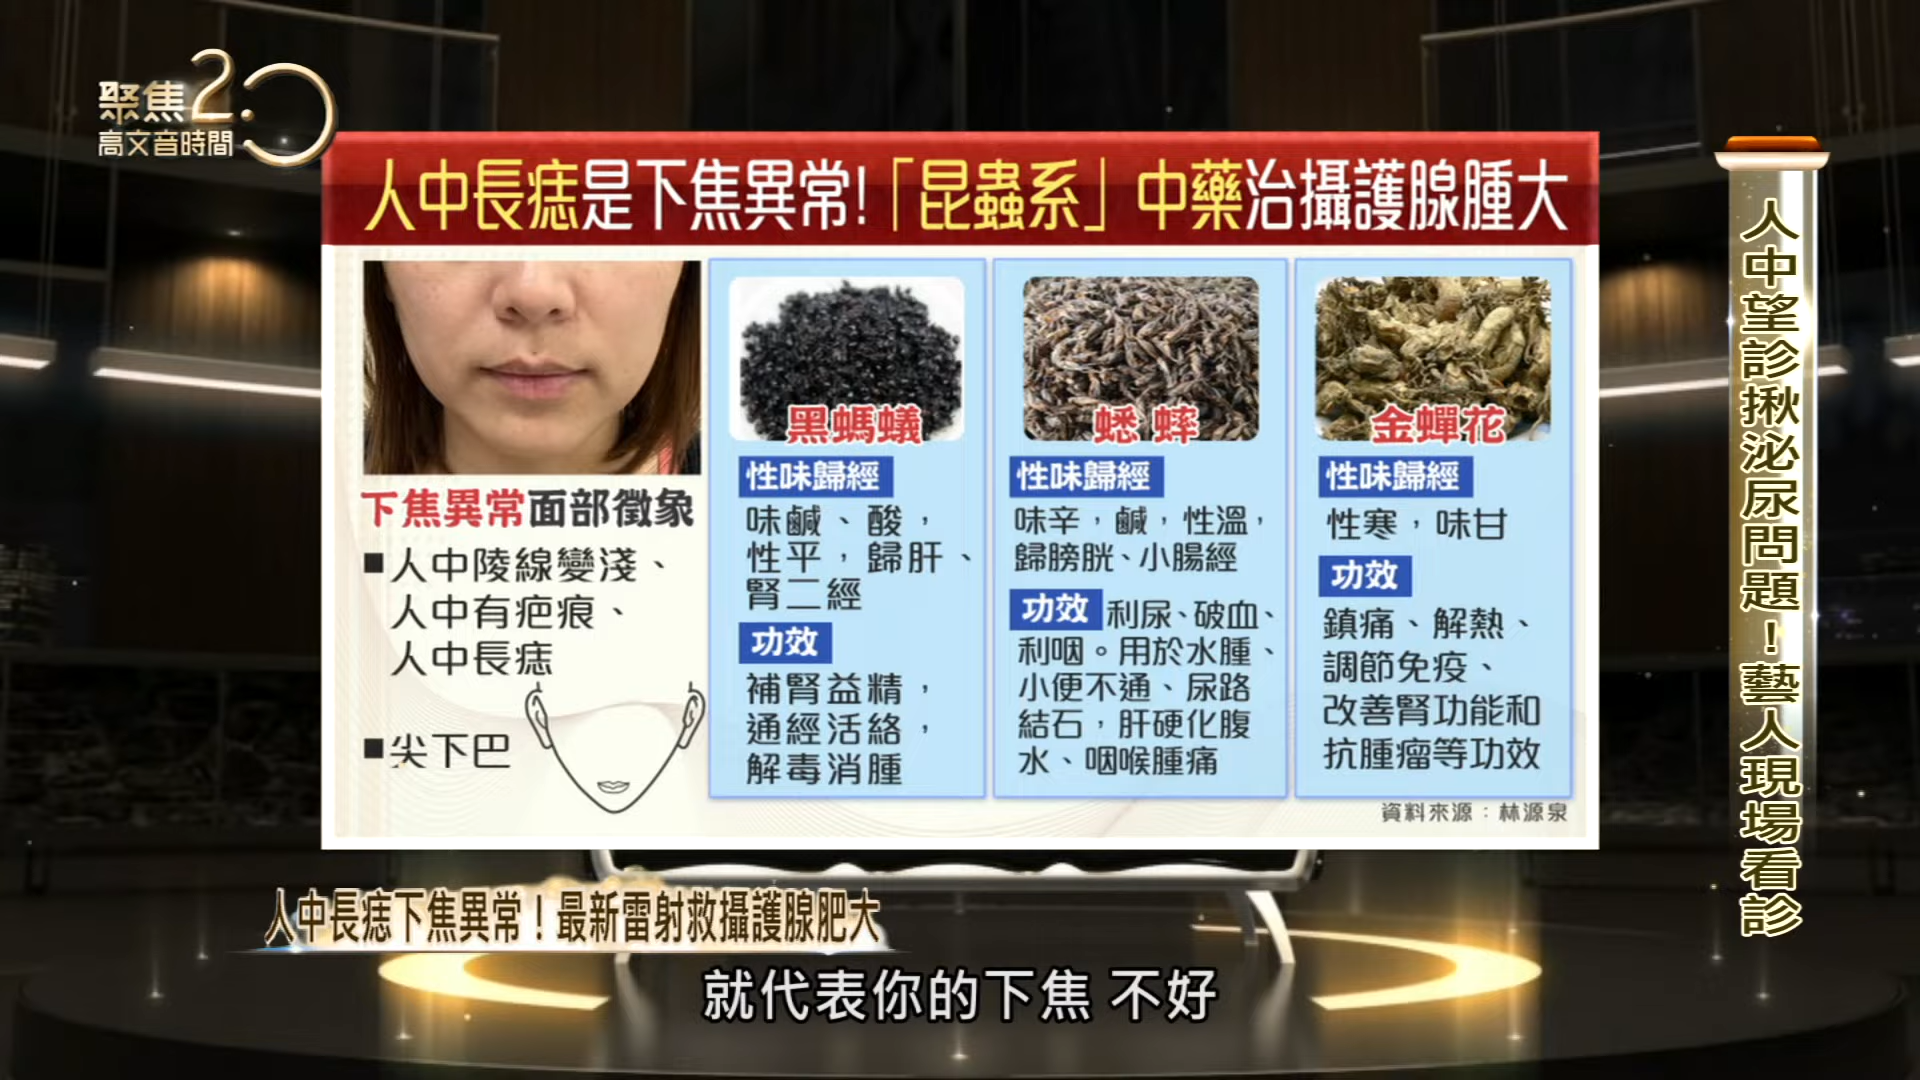 聚焦2.0
高文音時間
人中長痣是下焦異常!「昆蟲系」中藥治攝護腺腫大
下焦異常面部徵象
■人中陵線變淺、
人中有疤痕、
人中長痣
■尖下巴
黑螞蟻
性味歸經
味鹹、酸，
性平，歸肝、
腎二經
功效
補腎益精，
通經活絡，
解毒消腫
蟋蟀
性味歸經
味辛，鹹，性溫，
歸膀胱、小腸經
功效 利尿、破血、
利咽。用於水腫、
小便不通、尿路
結石，肝硬化腹
水、咽喉腫痛
金蟬花
性味歸經
性寒，味甘
功效
鎮痛、解熱、
調節免疫、
改善腎功能和
抗腫瘤等功效
資料來源：林源泉
人中望診揪泌尿問題！藝人現場看診
人中長痣下焦異常！最新雷射救攝護腺肥大
就代表你的下焦 不好